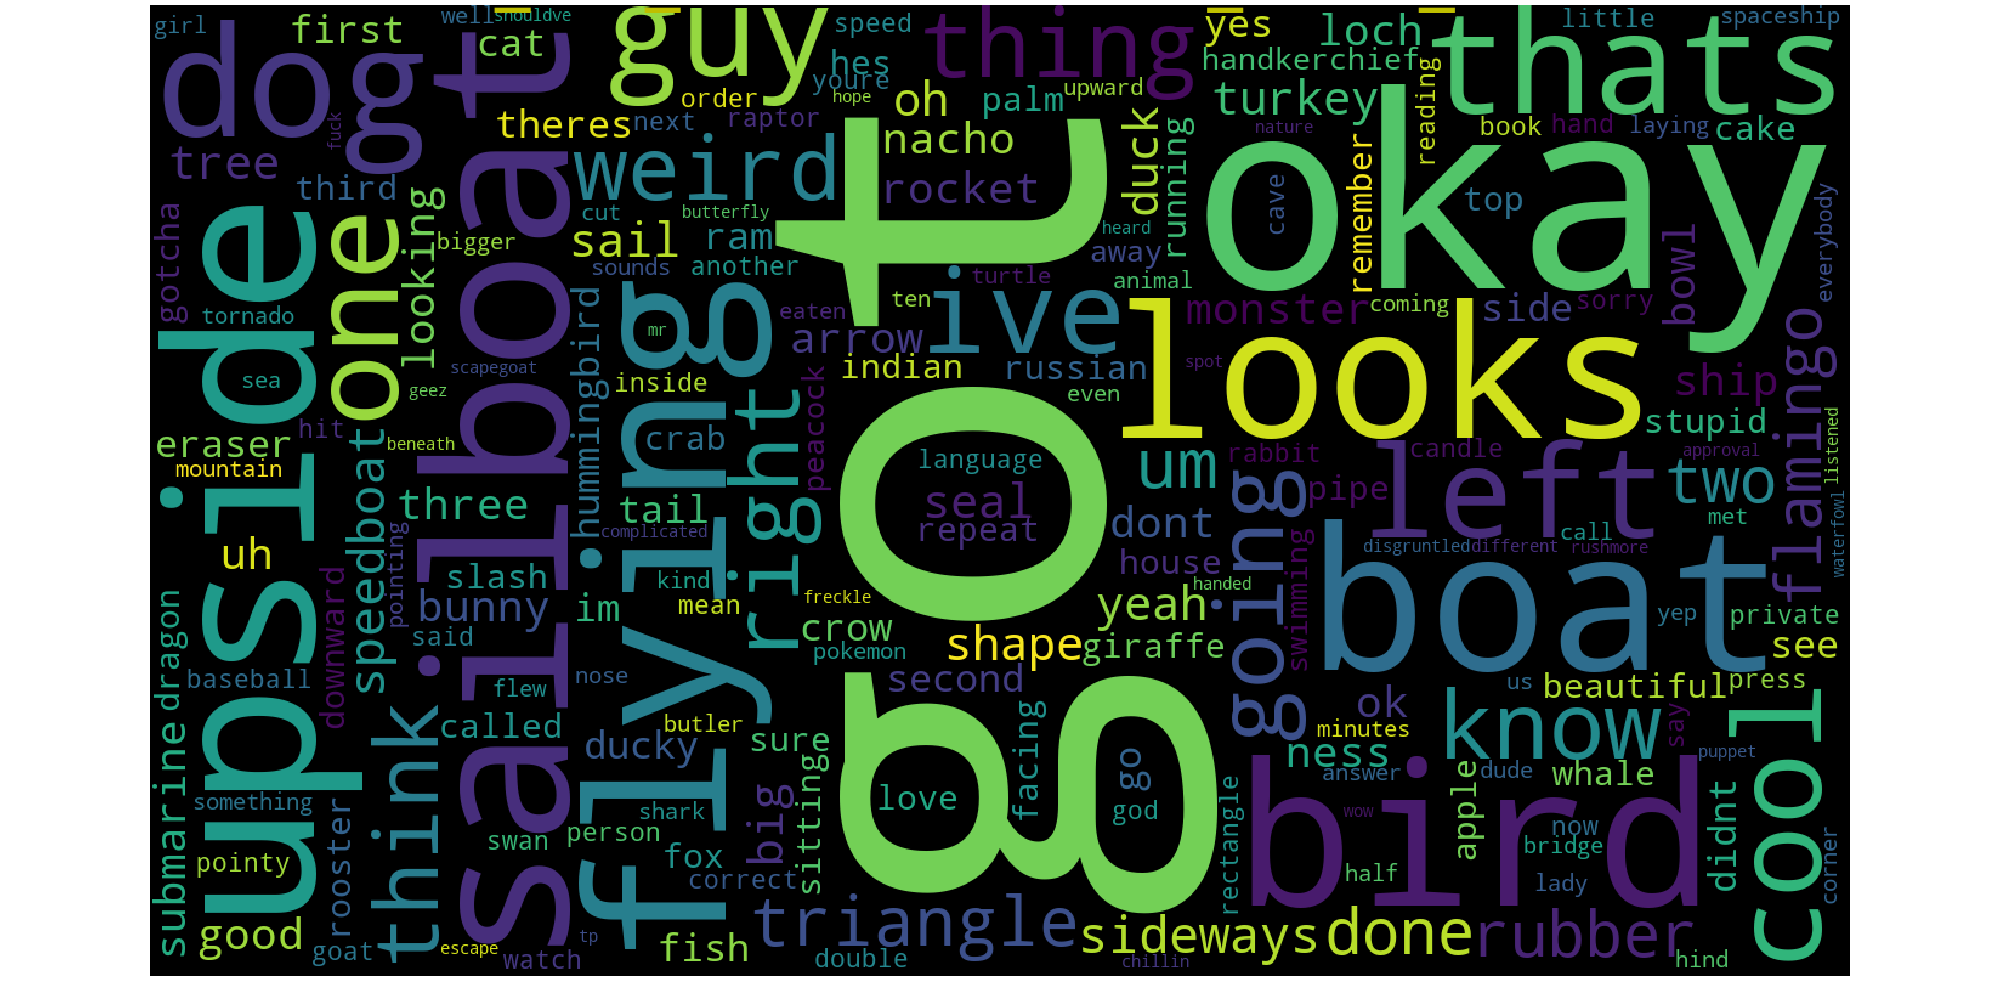 girl
first
well
shouldve
cat
guy
speed
thing
yes
loch
little
spaceship
dog
hes
youre
handkerchief
thats
order
hope
oh
palm
upward
turkey
reading
book
hand
laying
cake
fuck
theres
next
raptor
nacho
duck
running
nature
okay
tree
third
weird
rocket
remember
cave
top
everybody
gotcha
looking
bigger
cut
butterfly
sail
ram
heard
away
bowl
sounds
another
turtle
animal
tornado
one
sailboat
hummingbird
mr
eaten
ten
ive
monster
coming
side
sorry
upside
sea
geez
scapegoat
flying
arrow
indian
russian
looks
spot
ship
flamingo
inside
peacock
even
stupid
listened
eraser
hit
beneath
crab
right
got
language
um
rabbit
candle
left
approval
mountain
speedboat
three
tail
seal
pipe
two
uh
pointing
complicated
repeat
dont
going
call
met
waterfowl
slash
kind
house
disgruntled
different
rushmore
dragon
downward
bunny
im
mean
freckle
handed
yeah
swimming
boat
yep
private
said
crow
pokemon
shape
giraffe
see
baseball
flew
nose
second
us
beautiful
press
submarine
think
called
butler
facing
ok
minutes
know
say
cool
ducky
sure
go
ness
puppet
something
shark
big
sitting
love
god
rectangle
answer
apple
dude
whale
rooster
swan
person
bird
wow
now
didnt
corner
pointy
fox
correct
half
bridge
lady
good
goat
escape
watch
tp
fish
triangle
double
sideways
chillin
done
rubber
hind